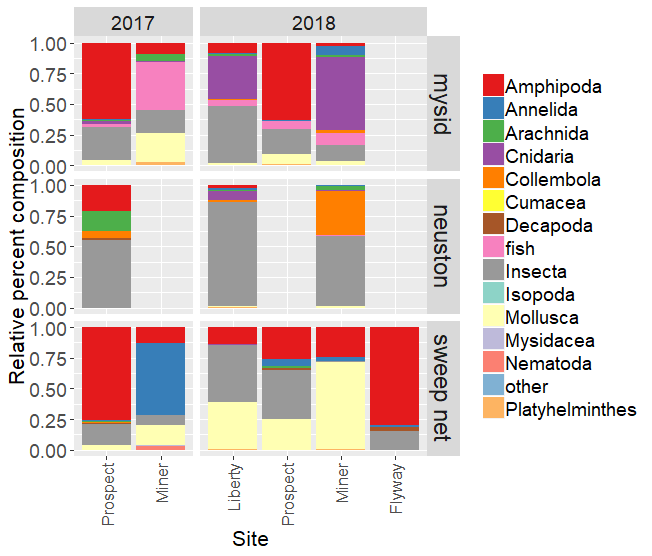 2017
2018
Relative percent composition
1.00
0.75
0.50
0.25
0.00
mysid
1.00
0.75
0.50
0.25
0.00
neuston
1.00
0.75
0.50
0.25
0.00
sweep net
Prospect
Miner
Liberty
Prospect
Miner
Flyway
Site
Amphipoda
Annelida
Arachnida
Cnidaria
Collembola
Cumacea
Decapoda
fish
Insecta
Isopoda
Mollusca
Mysidacea
Nematoda
other
Platyhelminthes